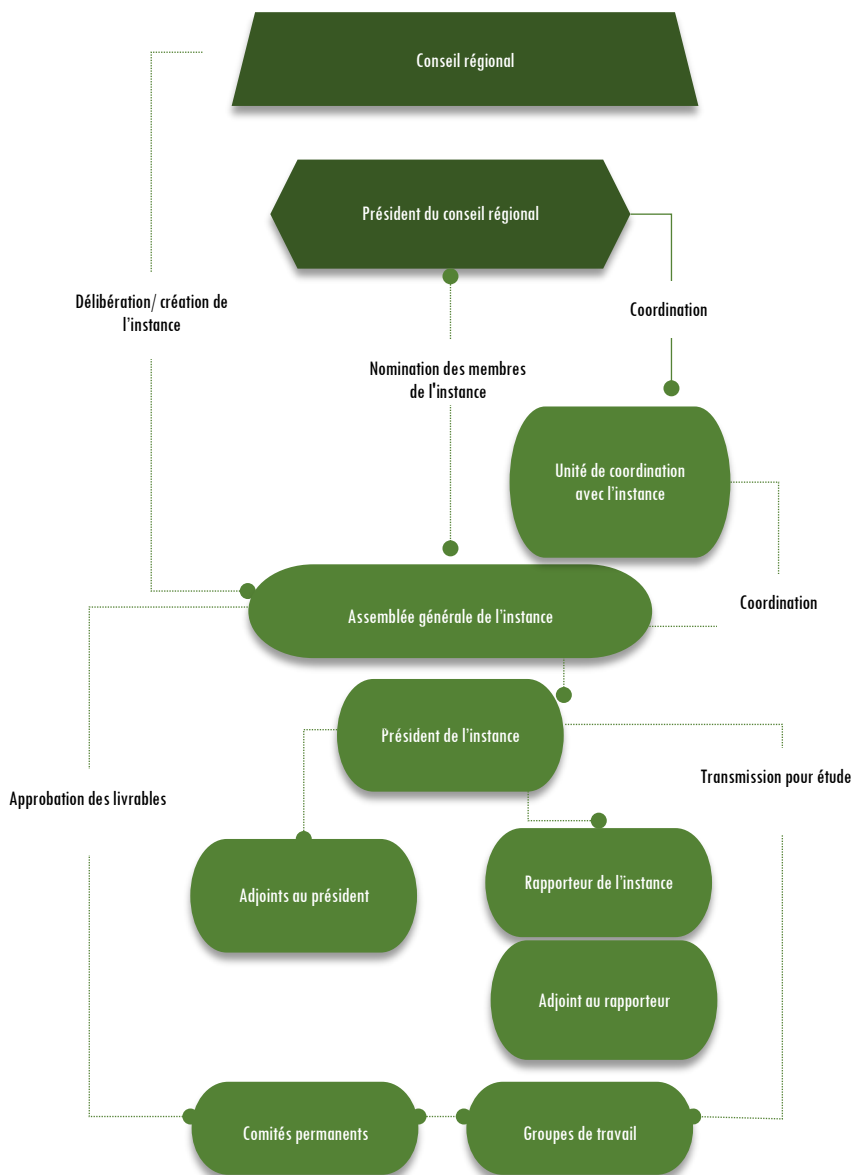 Conseil régional
Président du conseil régional
Délibération/ création de
l’instance
Coordination
Nomination des membres
de l'instance
Unité de coordination
avec l’instance
Coordination
Assemblée générale de l’instance
Président de l’instance
Transmission pour étude
Approbation des livrables
Adjoints au président
Rapporteur de l’instance
Adjoint au rapporteur
Comités permanents
Groupes de travail